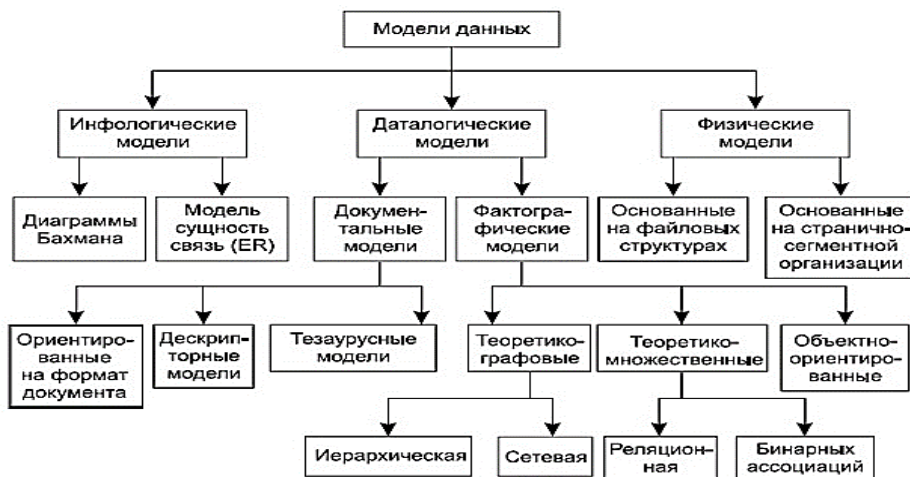 Модели данных
Инфологические
модели
Даталогические
модели
Физические
модели
Диаграммы
Бахмана
Модель
сущность
связь (ER)
Докумен-
тальные
модели
Фактогра-
фические
модели
Основанные
на файловых
структурах
Основанные
на странично-
сегментной
организации
Ориентиро-
ванные
на формат
документа
Дескрип-
торные
модели
Тезаурусные
модели
Теоретико-
графовые
Теоретико-
множественные
Объектно-
ориентиро-
ванные
Иерархическая
Сетевая
Реляцион-
ная
Бинарных
ассоциаций